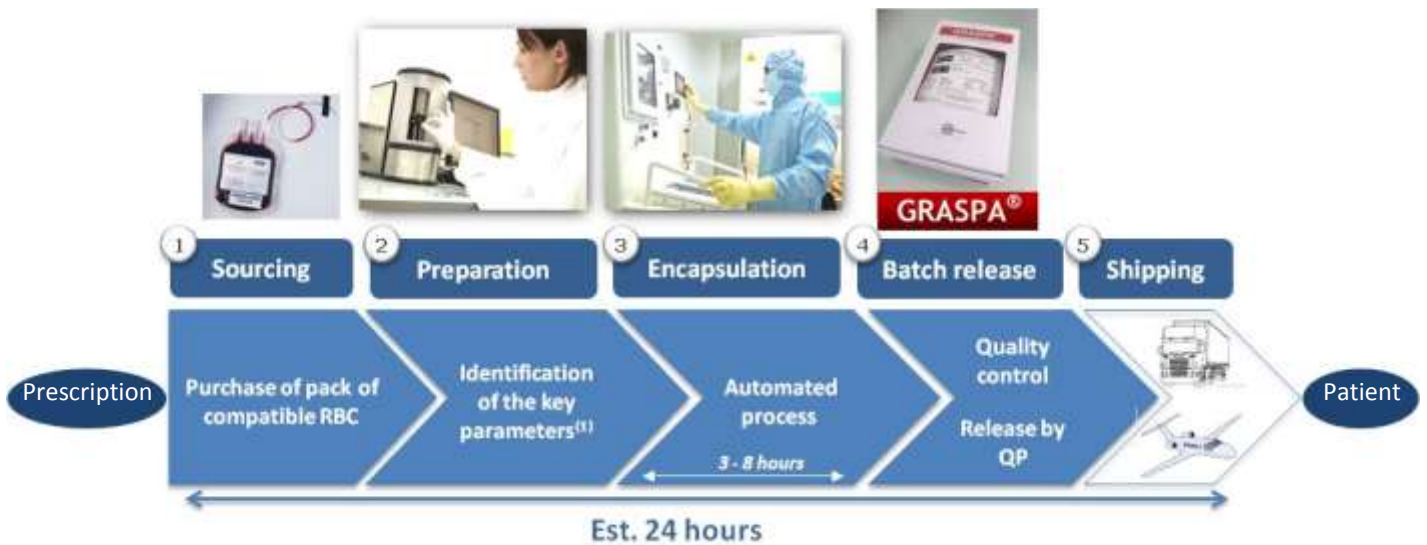 GRASPA®
1
Sourcing
2
Preparation
3
Encapsulation
4
Batch release
5
Shipping
Prescription
Purchase of pack of
compatible RBC
Identification
of the key
parameters(1)
Automated
process
3 - 8 hours
Quality
control
Release by
QP
Patient
Est. 24 hours